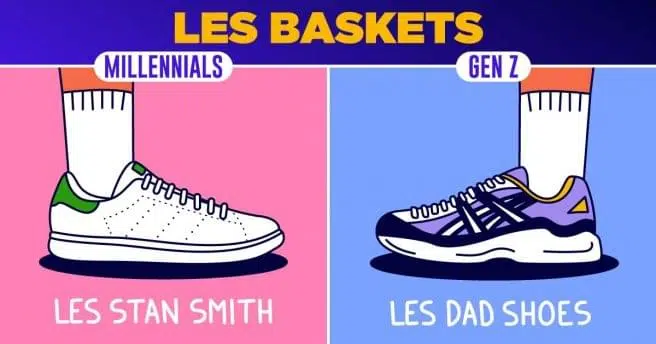 LES BASKETS
MILLENNIALS
GEN Z
LES STAN SMITH
LES DAD SHOES